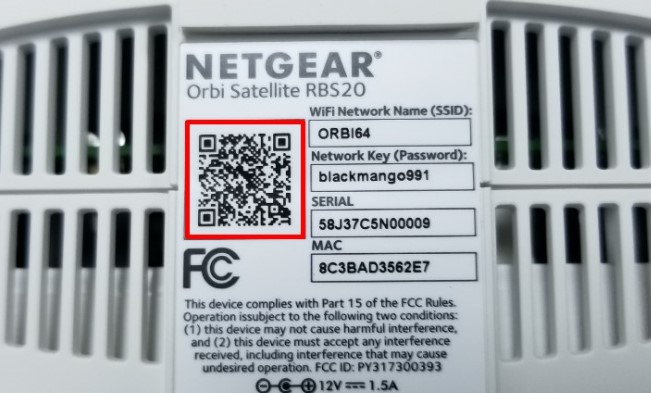 NETGEAR®
Orbi Satellite RBS20
WiFi Network Name (SSID):
ORBI64
Network Key (Password):
blackmango991
SERIAL
58J37C5N00009
MAC
8C3BAD3562E7
FC
This device complies with Part 15 of the FCC Rules.
Operation issubject to the following two conditions:
(1) this device may not cause harmful interference,
and (2) this device must accept any interference
received, including interference that may cause
undesired operation. FCC ID: PY317300393
12V 1.5A